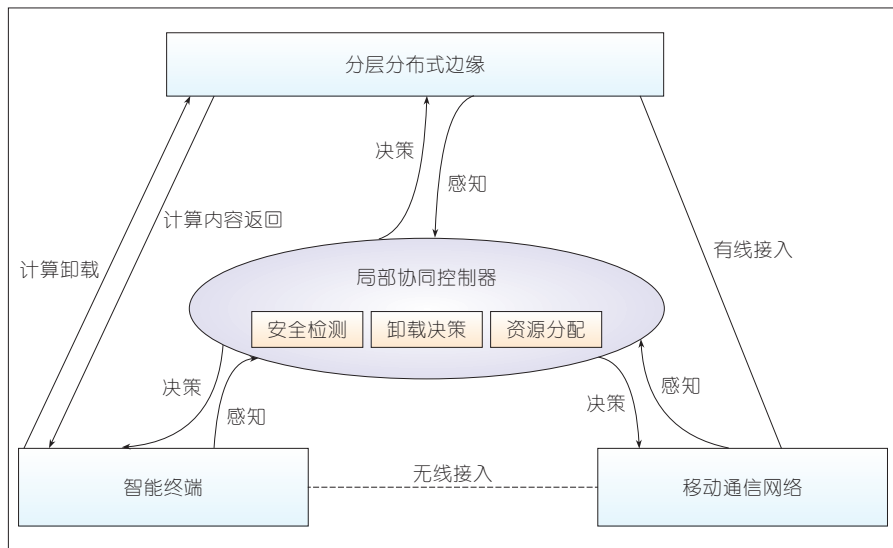 分层分布式边缘
决策
感知
计算内容返回
计算卸载
有线接入
局部协同控制器
安全检测 卸载决策 资源分配
决策
感知
决策
感知
智能终端
无线接入
移动通信网络